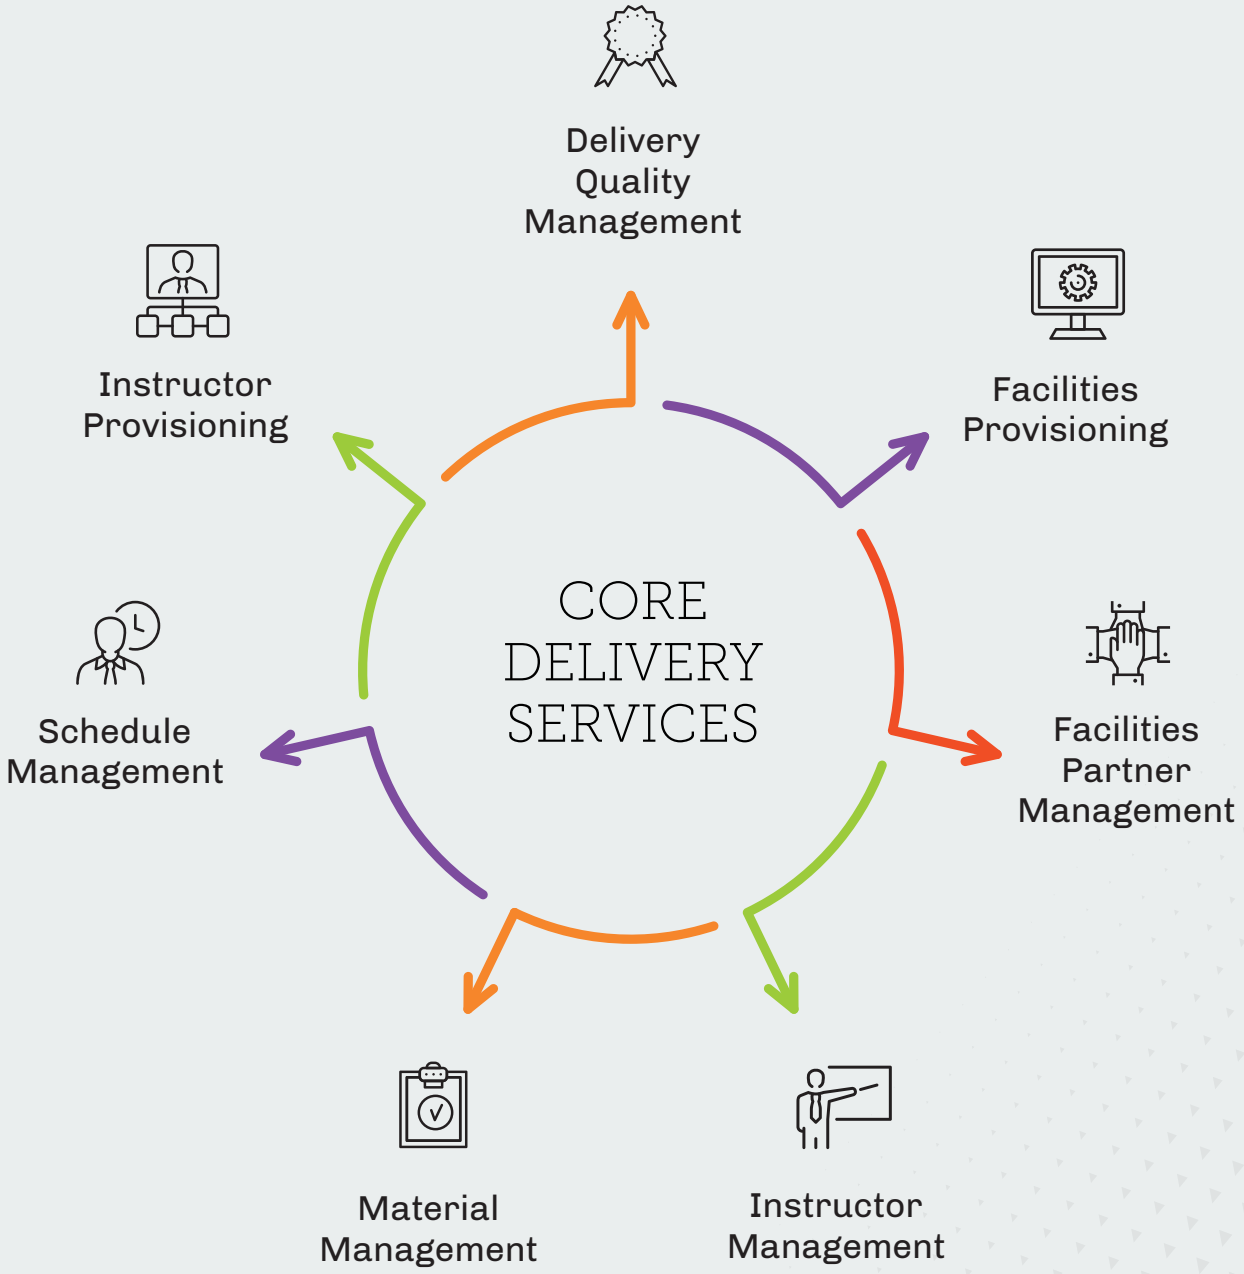 Delivery
Quality
Management
Instructor
Provisioning
Facilities
Provisioning
CORE
DELIVERY
SERVICES
Schedule
Management
Facilities
Partner
Management
Material
Management
Instructor
Management